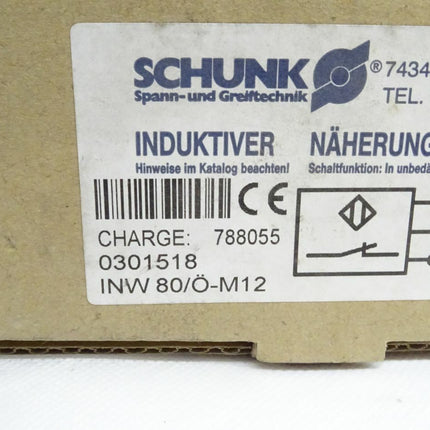 SCHUNK ® 7434
Spann- und Greiftechnik TEL.
INDUKTIVER NÄHERUNG
Hinweise im Katalog beachten! Schaltfunktion: In unbedä
CE
CHARGE: 788055
0301518
INW 80/Ö-M12